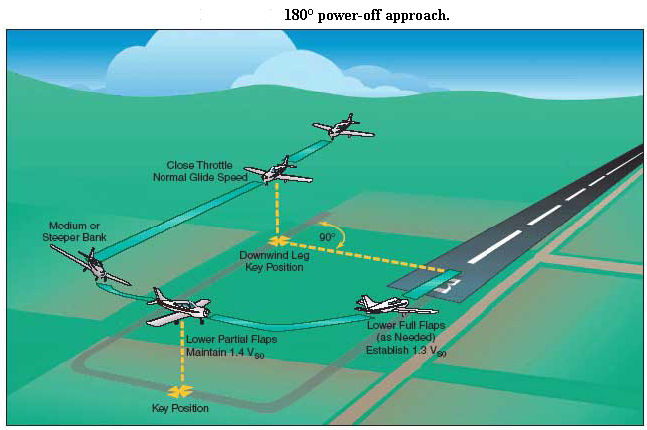 180° power-off approach.
Close Throttle
Normal Glide Speed
Medium or
Steeper Bank
90°
Downwind Leg
Key Position
Lower Partial Flaps
Maintain 1.4 VSO
Lower Full Flaps
(as Needed)
Establish 1.3 VSO
Key Position